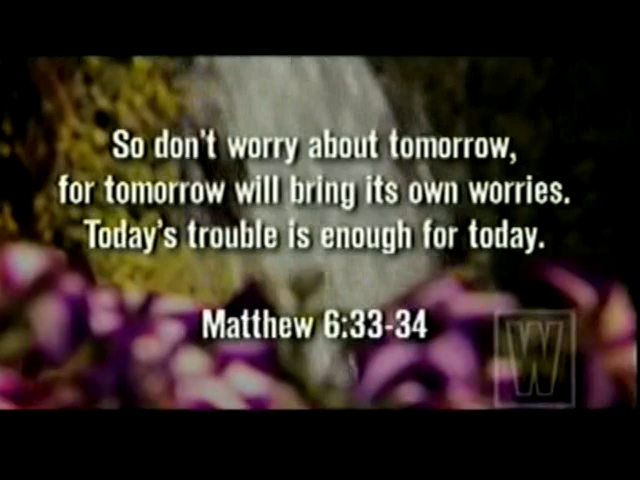 So don't worry about tomorrow,
for tomorrow will bring its own worries.
Today's trouble is enough for today.
Matthew 6:33-34
W